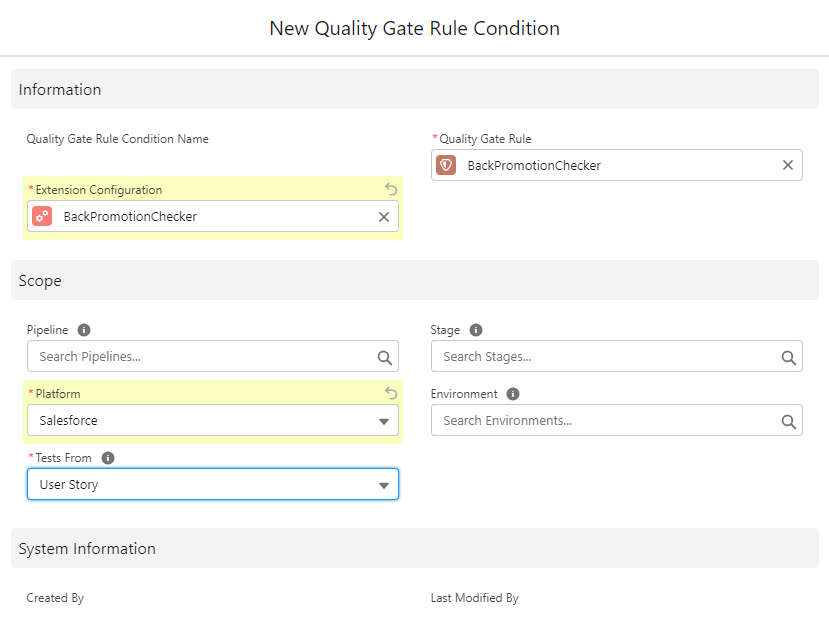 New Quality Gate Rule Condition
Information
Quality Gate Rule Condition Name
*Quality Gate Rule
BackPromotionChecker
*Extension Configuration
BackPromotionChecker
Scope
Pipeline
Search Pipelines...
Stage
Search Stages...
*Platform
Salesforce
Environment
Search Environments...
*Tests From
User Story
System Information
Created By
Last Modified By